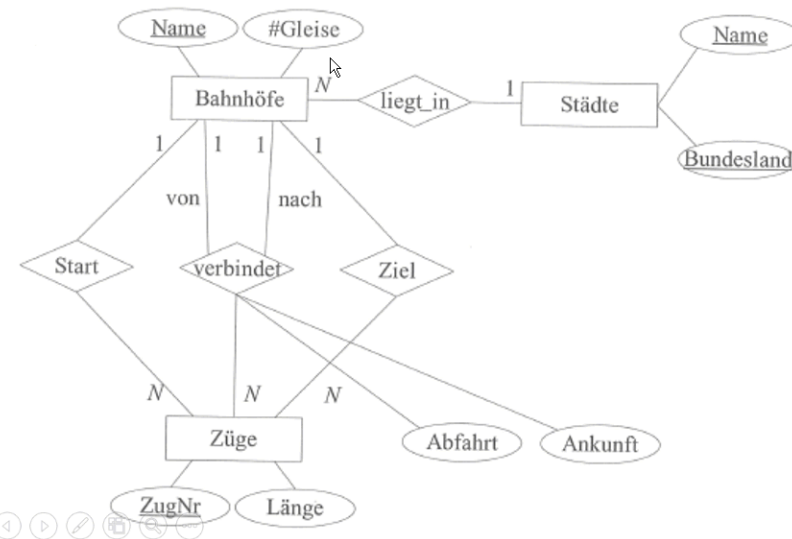 Name
#Gleise
Name
Bahnhöfe
N
liegt_in
1
Städte
Bundesland
1
1
1
1
von
nach
Start
verbindet
Ziel
N
N
N
Züge
Abfahrt
Ankunft
ZugNr
Länge